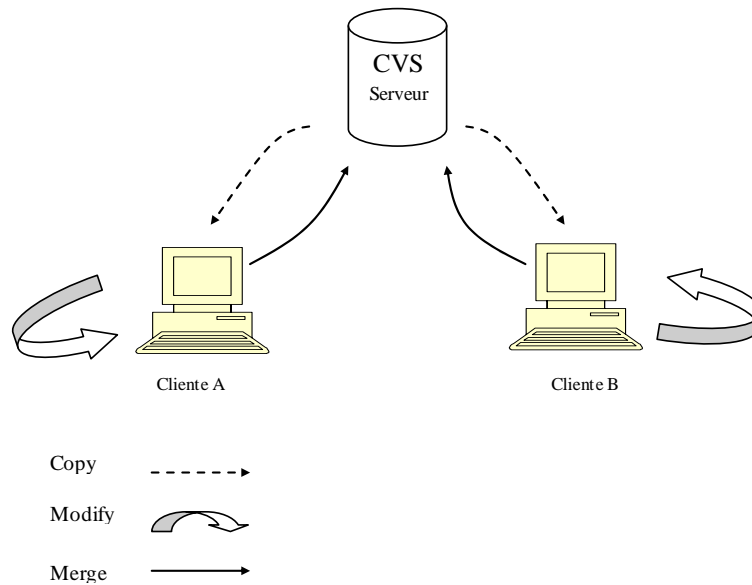 CVS
Serveur
Cliente A
Cliente B
Copy
Modify
Merge